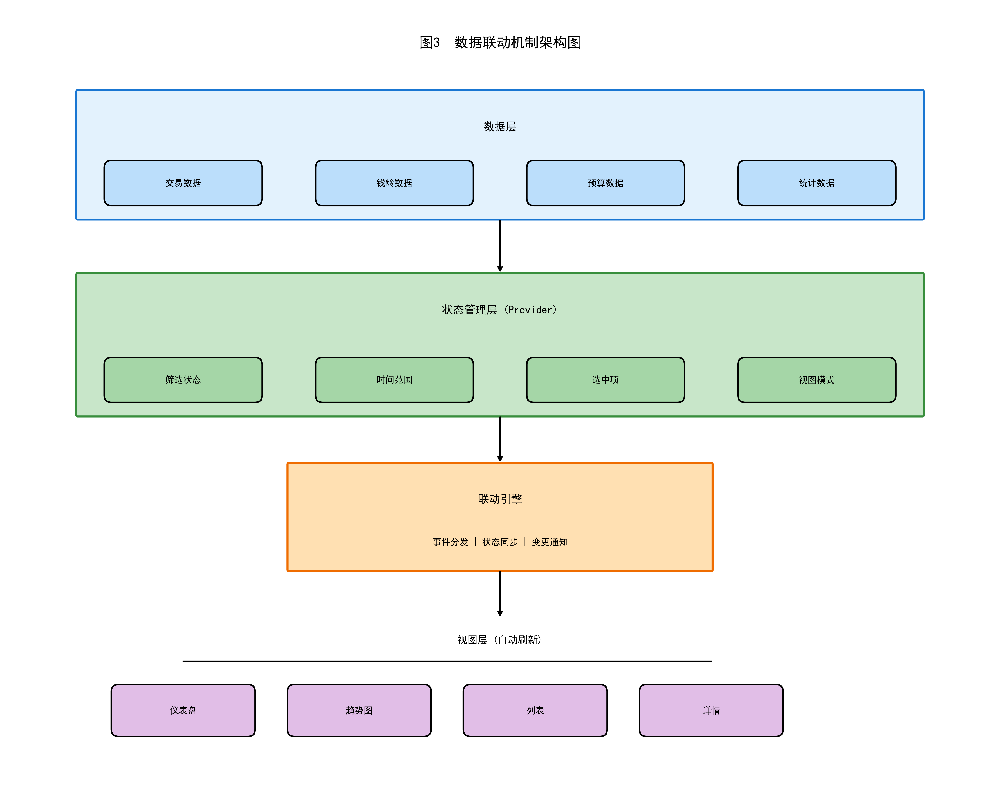 图3  数据联动机制架构图
数据层
交易数据 钱龄数据 预算数据 统计数据
状态管理层 (Provider)
筛选状态 时间范围 选中项 视图模式
联动引擎
事件分发 | 状态同步 | 变更通知
视图层 (自动刷新)
仪表盘 趋势图 列表 详情